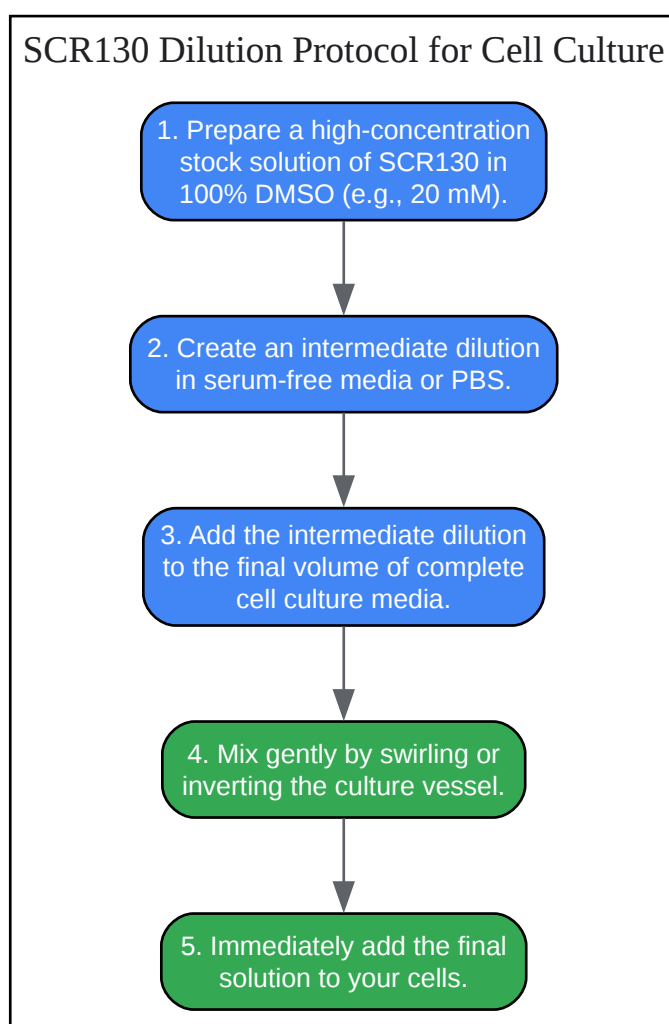 SCR130 Dilution Protocol for Cell Culture
1. Prepare a high-concentration
stock solution of SCR130 in
100% DMSO (e.g., 20 mM).
2. Create an intermediate dilution
in serum-free media or PBS.
3. Add the intermediate dilution
to the final volume of complete
cell culture media.
4. Mix gently by swirling or
inverting the culture vessel.
5. Immediately add the final
solution to your cells.